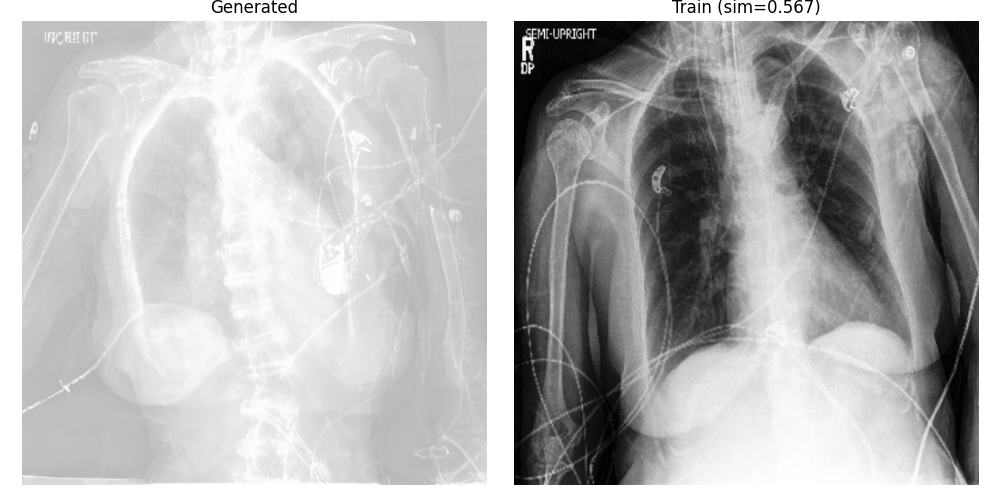 Generated
Train (sim=0.567)
SEMI-UPRIGHT
R
DP